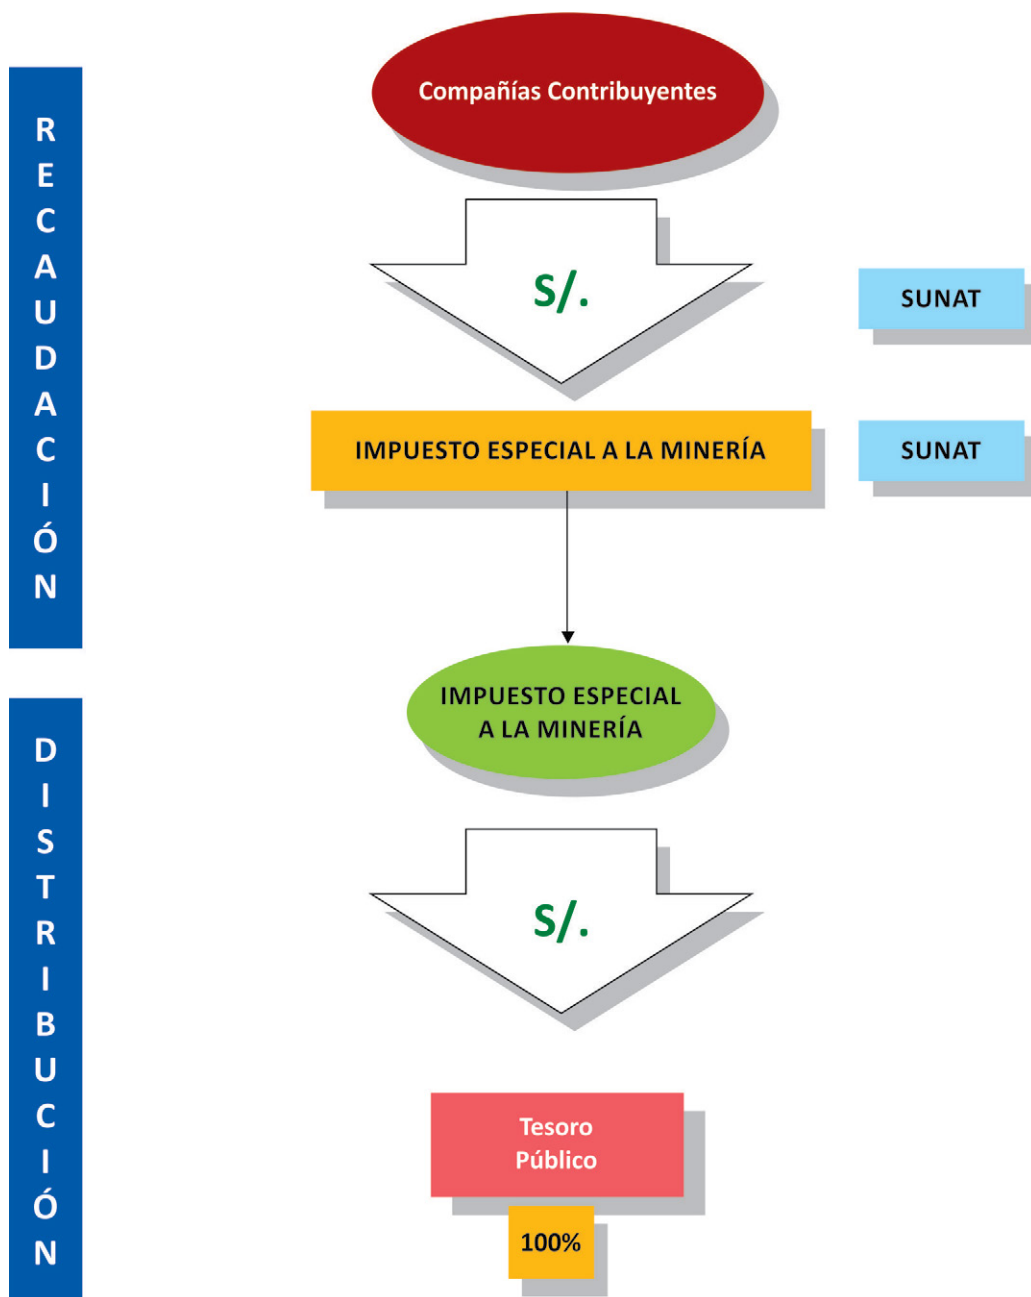 RECAUDACIÓN
Compañías Contribuyentes
S/.
SUNAT
IMPUESTO ESPECIAL A LA MINERÍA
SUNAT
DISTRIBUCIÓN
IMPUESTO ESPECIAL
A LA MINERÍA
S/.
Tesoro
Público
100%